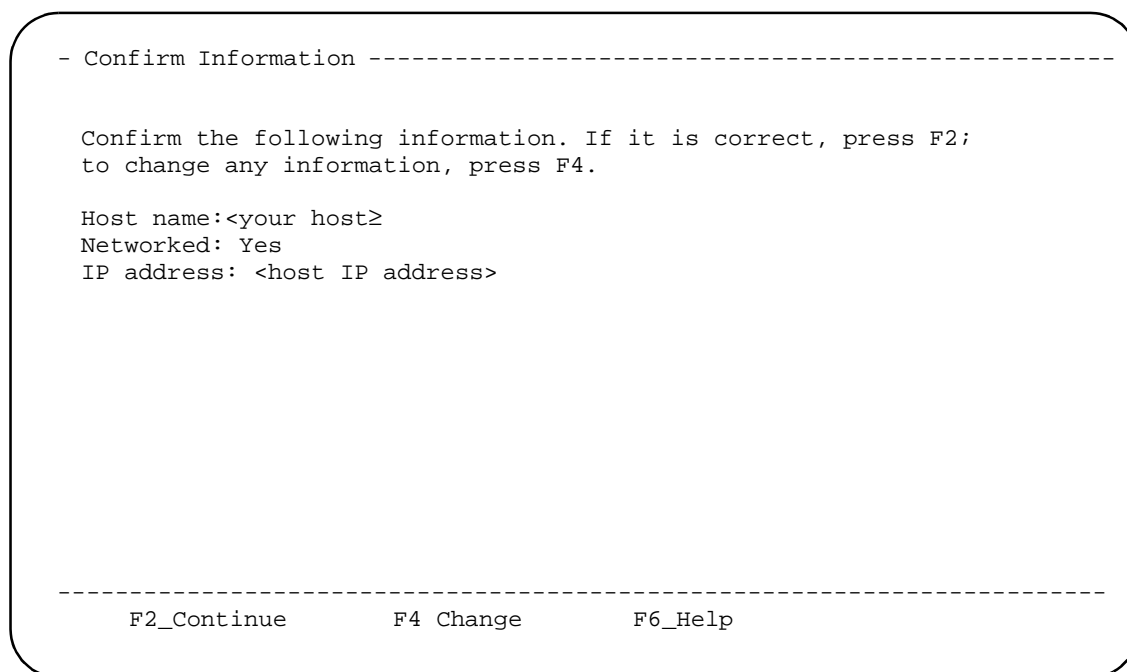 - Confirm Information ----------------------------------------------------
Confirm the following information. If it is correct, press F2;
to change any information, press F4.
Host name:<your host≥
Networked: Yes
IP address: <host IP address>
-------------------------------------------------------------------------
F2_Continue F4 Change F6_Help